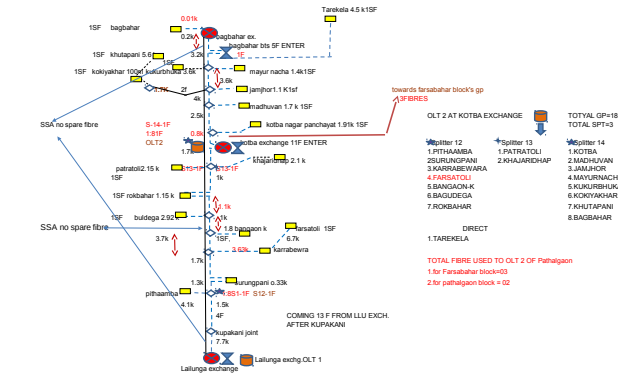 Tarekela 4.5 k1SF
0.01k
1SF bagbahar
0.2k
bagbahar ex.
bagbahar bts 5F ENTER
1F
3.2k
1SF khutapani 5.6
1SF
1SF kokiyakhar 100m kukurbhuka 3.6k
mayur nacha 1.4k1SF
3.6k
2f
jamjhor1.1 K1sf
4k
madhuvan 1.7 k 1SF
towards farsabahar block's gp
3FIBRES
2.5k
SSA no spare fibre
S-14-1F
1:81F
OLT2
0.8k
kotba nagar panchayat 1.91k 1SF
kotba exchange 11F ENTER
1.7k
khajaridhap 2.1 k
patratoli2.15 k
1SF
S13-1F
1k
1SF rokbahar 1.15 k
1.1k
1SF buldega 2.92 k
1k
SSA no spare fibre
1.8 bangaon k
1SF,
farsatoli 1SF
6.7k
3.7k
3.63k
karrabewra
1.7k
1.3k
surungpani o.33k
pithaamba
4.1k
1:8S1-1F S12-1F
1.5k
4F
COMING 13 F FROM LLU EXCH.
AFTER KUPAKANI
kupakani joint
7.7k
Lailunga exchange
Lailunga exchg.OLT 1
OLT 2 AT KOTBA EXCHANGE
TOTYAL GP=18
TOTAL SPT=3
Splitter 12
1.PITHAAMBA
2SURUNGPANI
3.KARRABEWARA
4.FARSATOLI
5.BANGAON-K
6.BAGUDEGA
7.ROKBAHAR
Splitter 13
1.PATRATOLI
2.KHAJARIDHAP
Splitter 14
1.KOTBA
2.MADHUVAN
3.JAMJHOR
4.MAYURNACH
5.KUKURBHUK
6.KOKIYAKHAR
7.KHUTAPANI
8.BAGBAHAR
DIRECT
1.TAREKELA
TOTAL FIBRE USED TO OLT 2 OF Pathalgaon
1.for Farsabahar block=03
2.for pathalgaon block = 02